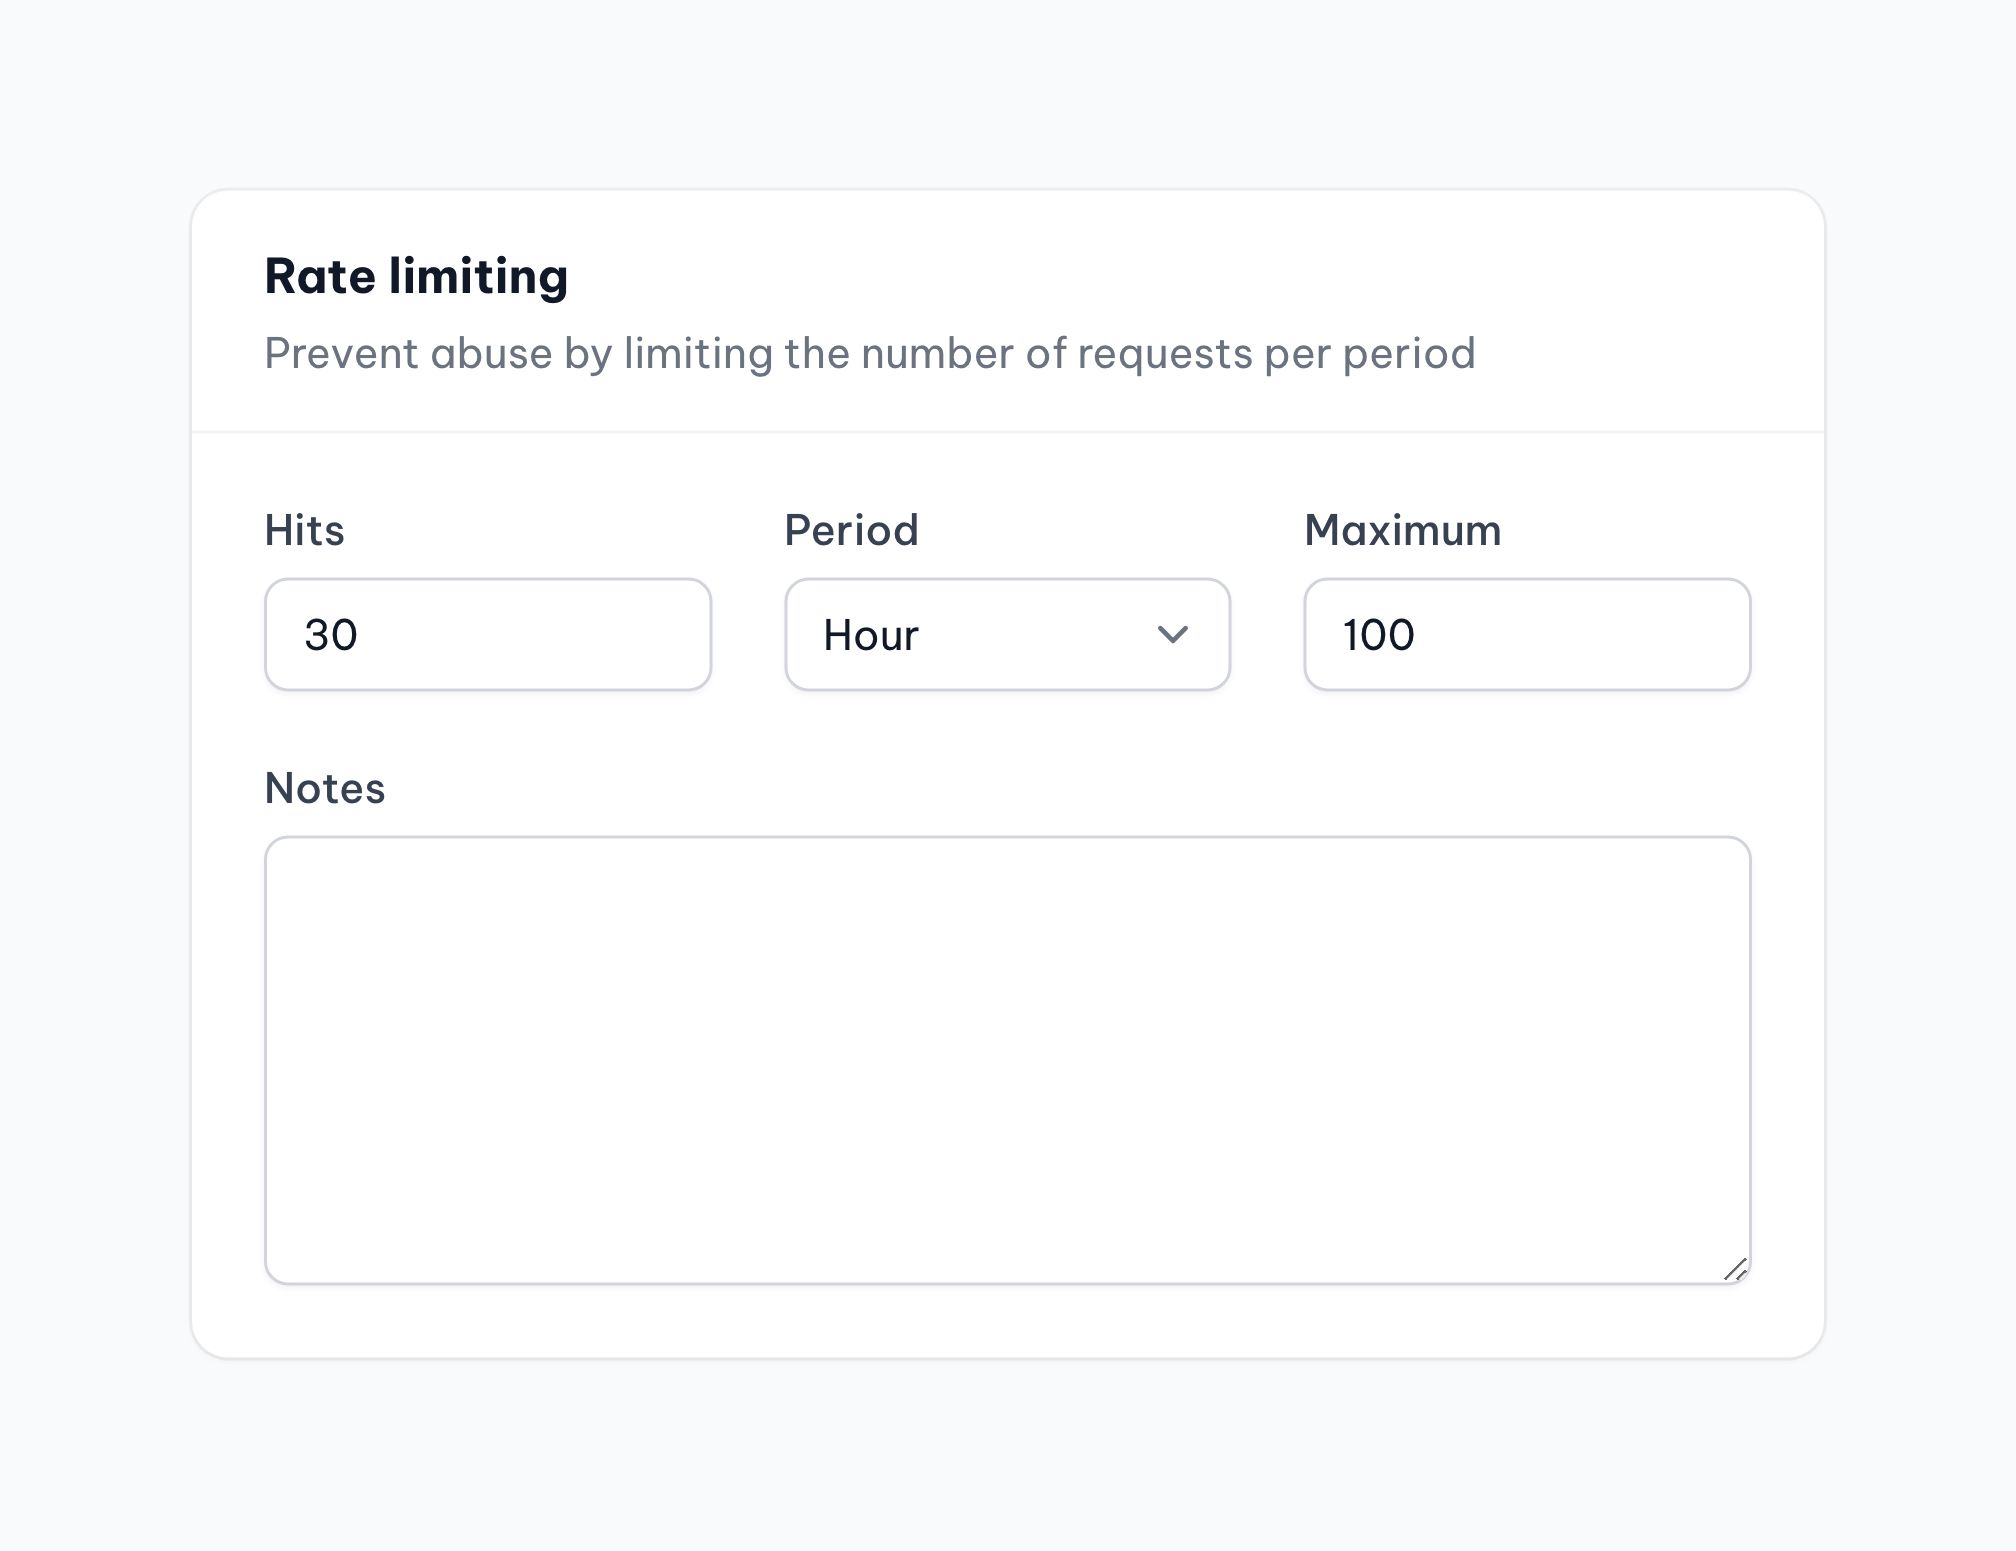 Rate limiting
Prevent abuse by limiting the number of requests per period
Hits
Period
Maximum
30
Hour
100
Notes